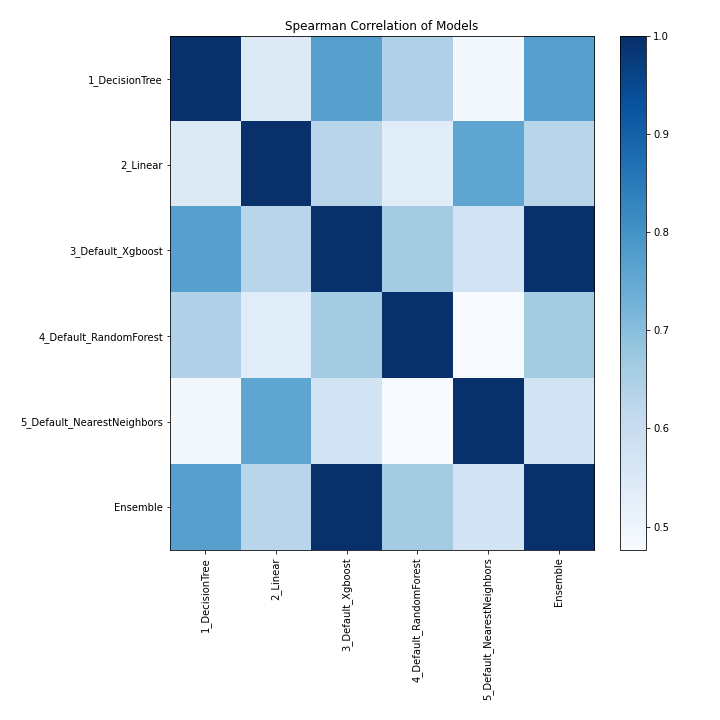 Spearman Correlation of Models
1_DecisionTree
2_Linear
3_Default_Xgboost
4_Default_RandomForest
5_Default_NearestNeighbors
Ensemble
1_DecisionTree
2_Linear
3_Default_Xgboost
4_Default_RandomForest
5_Default_NearestNeighbors
Ensemble
1.0
0.9
0.8
0.7
0.6
0.5